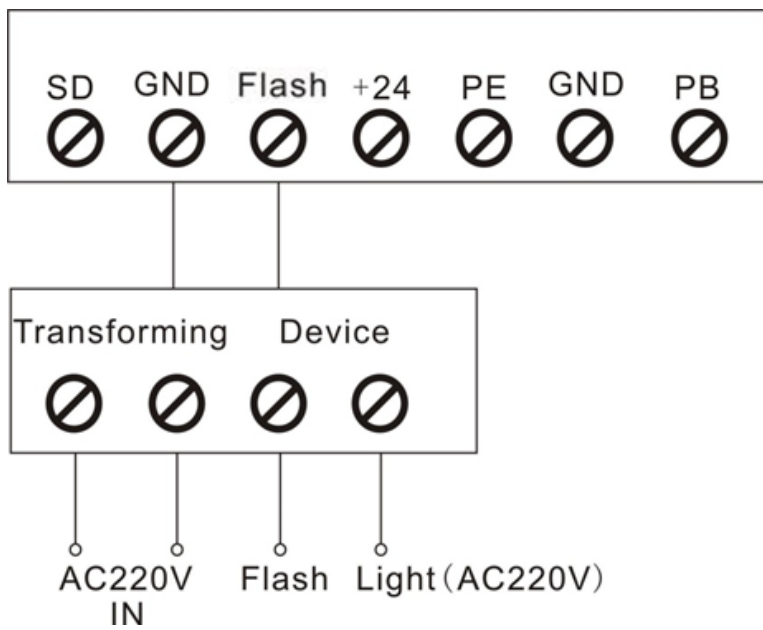 SD GND Flash +24 PE GND PB
Transforming Device
AC220V Flash Light(AC220V)
IN